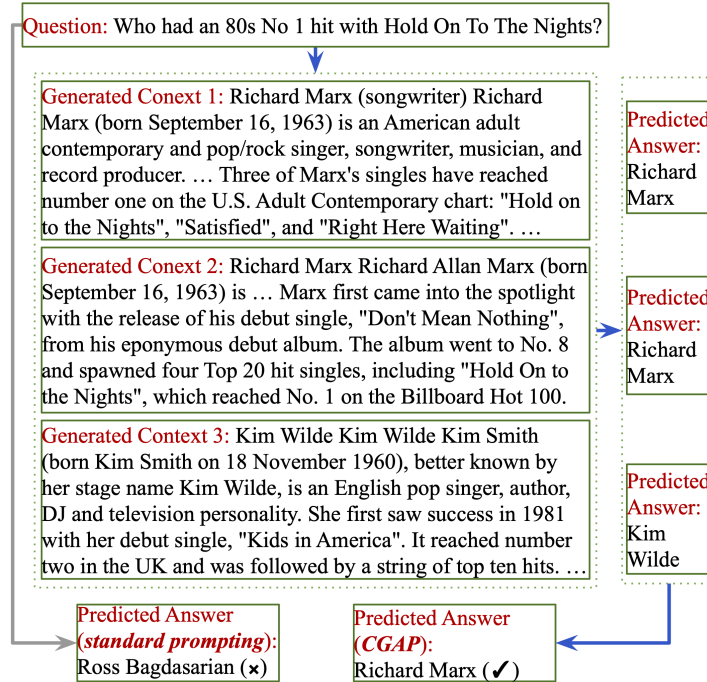 Question: Who had an 80s No 1 hit with Hold On To The Nights?
Generated Conext 1: Richard Marx (songwriter) Richard
Marx (born September 16, 1963) is an American adult
contemporary and pop/rock singer, songwriter, musician, and
record producer. … Three of Marx's singles have reached
number one on the U.S. Adult Contemporary chart: "Hold on
to the Nights", "Satisfied", and "Right Here Waiting". …
Predicted
Answer:
Richard
Marx
Generated Conext 2: Richard Marx Richard Allan Marx (born
September 16, 1963) is … Marx first came into the spotlight
with the release of his debut single, "Don't Mean Nothing",
from his eponymous debut album. The album went to No. 8
and spawned four Top 20 hit singles, including "Hold On to
the Nights", which reached No. 1 on the Billboard Hot 100.
Predicted
Answer:
Richard
Marx
Generated Context 3: Kim Wilde Kim Wilde Kim Smith
(born Kim Smith on 18 November 1960), better known by
her stage name Kim Wilde, is an English pop singer, author,
DJ and television personality. She first saw success in 1981
with her debut single, "Kids in America". It reached number
two in the UK and was followed by a string of top ten hits. …
Predicted
Answer:
Kim
Wilde
Predicted Answer
(standard prompting):
Ross Bagdasarian (×)
Predicted Answer
(CGAP):
Richard Marx (✓)